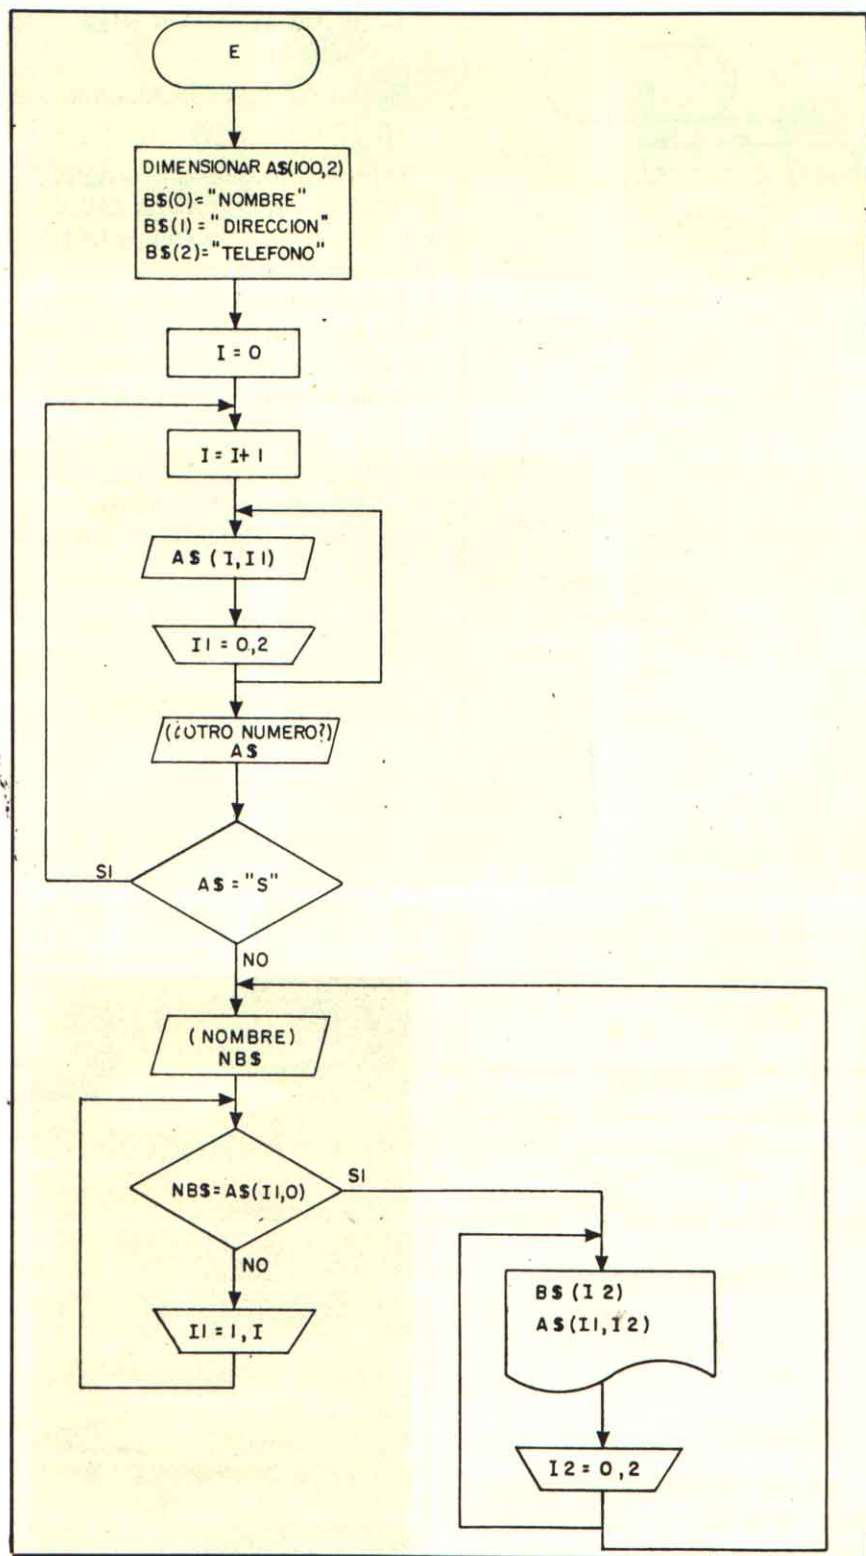 E
DIMENSIONAR A$(100,2)
B$(0)="NOMBRE"
B$(1)="DIRECCION"
B$(2)="TELEFONO"
I=0
I=I+1
A$(I,I1)
I1=0,2
(¿OTRO NUMERO?)
A$
A$="S"
SI
NO
(NOMBRE)
NB$
NB$=A$(I1,0)
SI
NO
I1=1,I
B$(I2)
A$(I1,I2)
I2=0,2